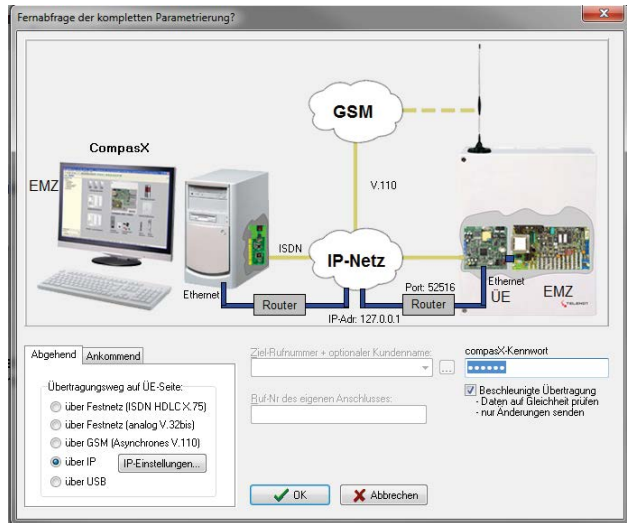 Fernabfrage der kompletten Parametrierung?
GSM
CompasX
EMZ
V.110
ISDN
IP-Netz
Ethernet
Router
Port: 52516
Router
Ethernet
ÜE
EMZ
TELENOT
IP-Adr: 127.0.0.1
Abgehend
Ankommend
Übertragungsweg auf ÜE-Seite:
über Festnetz (ISDN HDLC X.75)
über Festnetz (analog V.32bis)
über GSM (Asynchrones V.110)
über IP
IP-Einstellungen...
über USB
Ziel-Rufnummer + optionaler Kundenname:
...
Ruf-Nr des eigenen Anschlusses:
compasX-Kennwort
••••••
Beschleunigte Übertragung
- Daten auf Gleichheit prüfen
- nur Änderungen senden
OK
Abbrechen